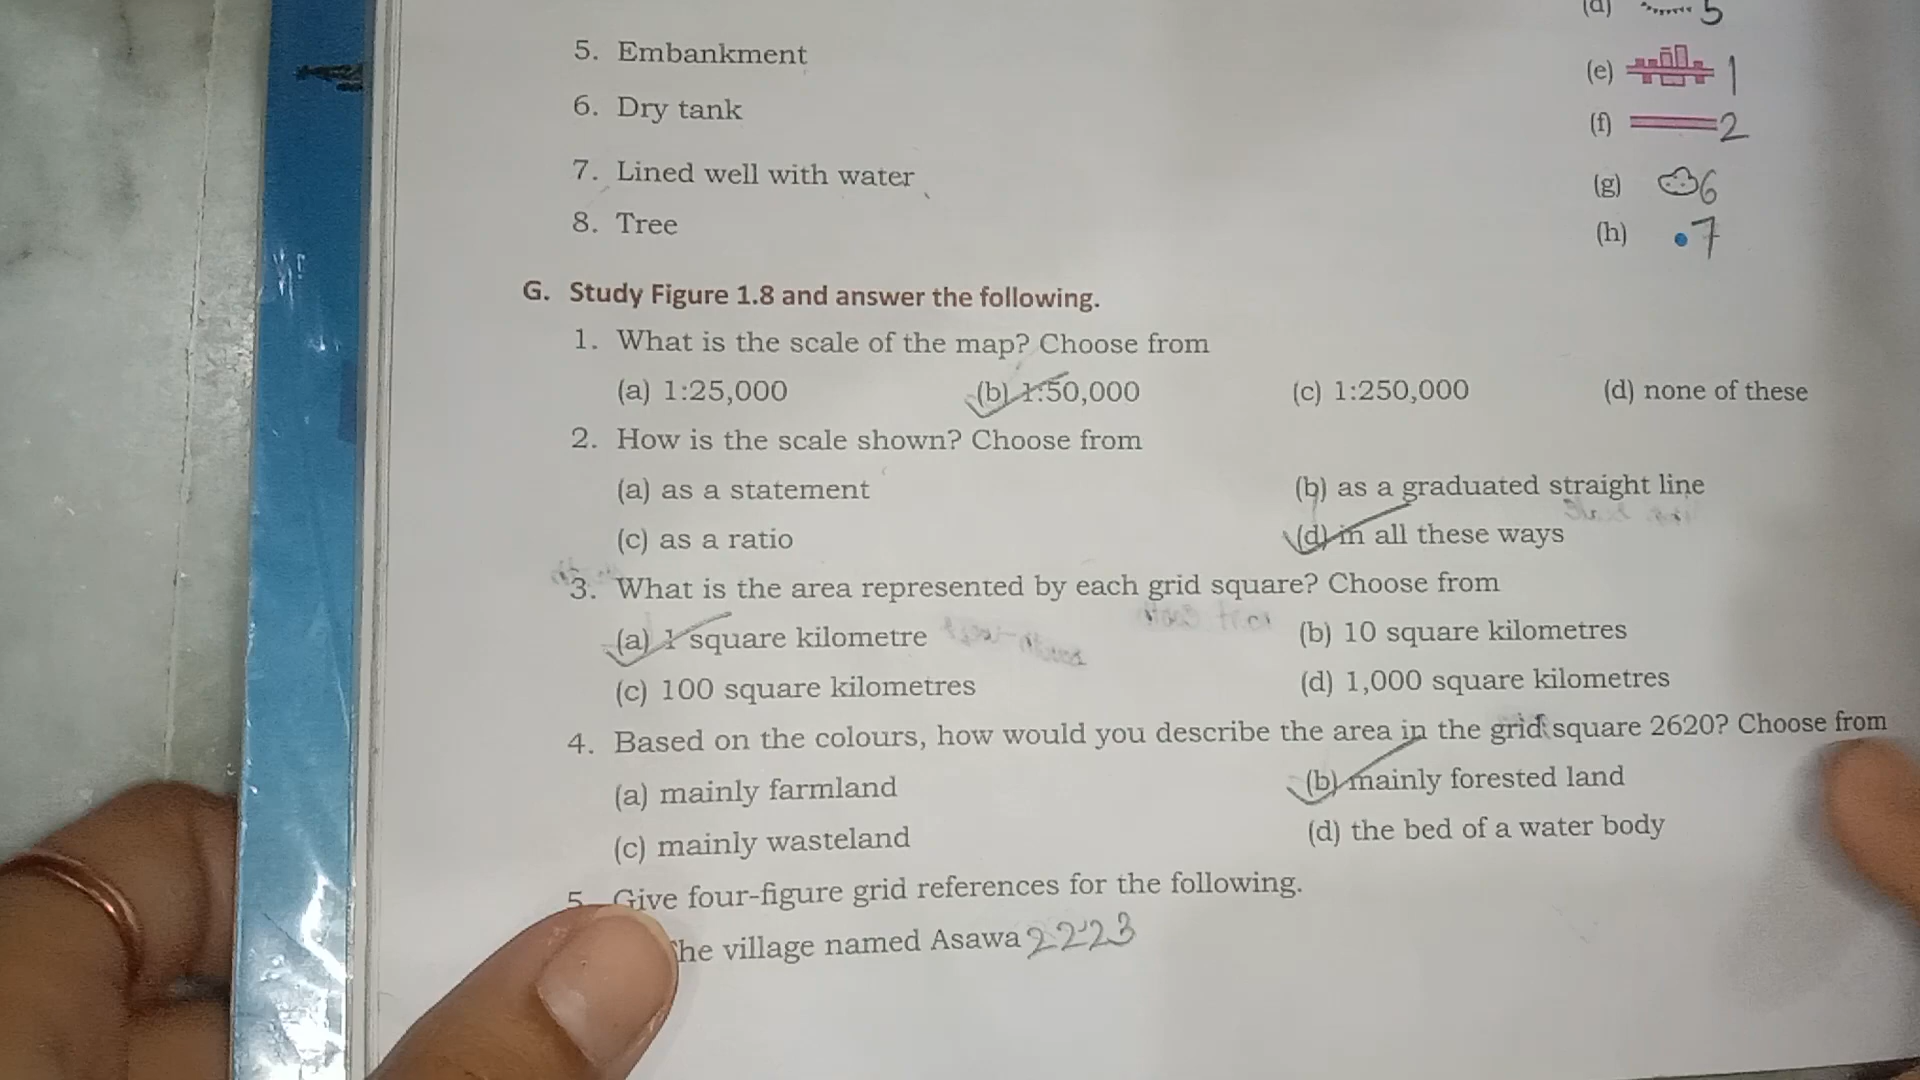 (d) 5
5. Embankment
(e) 1
6. Dry tank
(f) 2
7. Lined well with water
(g) 6
8. Tree
(h) 7
G. Study Figure 1.8 and answer the following.
1. What is the scale of the map? Choose from
(a) 1:25,000 (b) 1:50,000 (c) 1:250,000 (d) none of these
2. How is the scale shown? Choose from
(a) as a statement (b) as a graduated straight line
(c) as a ratio (d) in all these ways
3. What is the area represented by each grid square? Choose from
(a) 1 square kilometre (b) 10 square kilometres
(c) 100 square kilometres (d) 1,000 square kilometres
4. Based on the colours, how would you describe the area in the grid square 2620? Choose from
(a) mainly farmland (b) mainly forested land
(c) mainly wasteland (d) the bed of a water body
5. Give four-figure grid references for the following.
The village named Asawa 2223